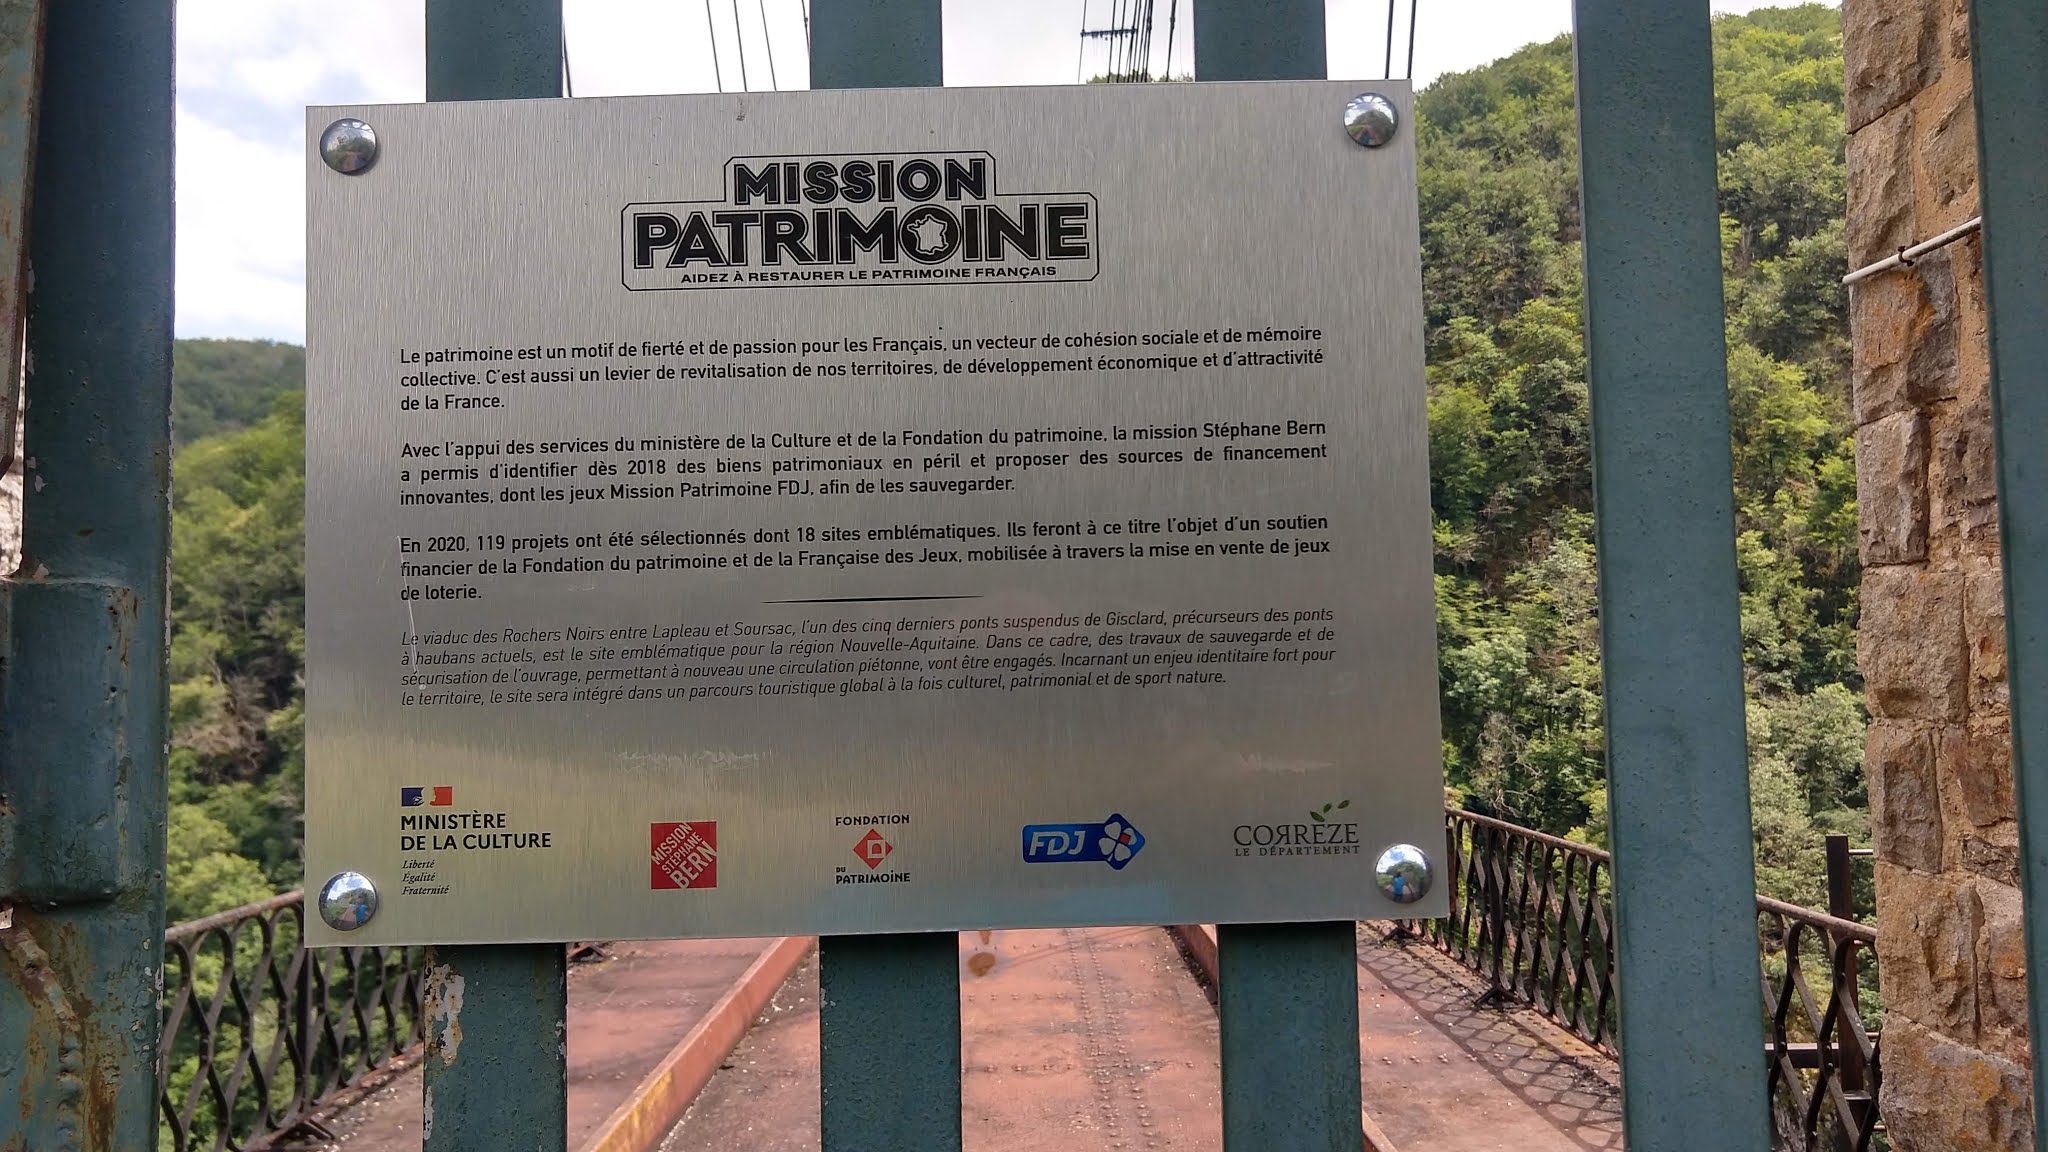 MISSION
PATRIMOINE
AIDEZ À RESTAURER LE PATRIMOINE FRANÇAIS
Le patrimoine est un motif de fierté et de passion pour les Français, un vecteur de cohésion sociale et de mémoire
collective. C'est aussi un levier de revitalisation de nos territoires, de développement économique et d'attractivité
de la France.
Avec l'appui des services du ministère de la Culture et de la Fondation du patrimoine, la mission Stéphane Bern
a permis d'identifier dès 2018 des biens patrimoniaux en péril et proposer des sources de financement
innovantes, dont les jeux Mission Patrimoine FDJ, afin de les sauvegarder.
En 2020, 119 projets ont été sélectionnés dont 18 sites emblématiques. Ils feront à ce titre l'objet d'un soutien
financier de la Fondation du patrimoine et de la Française des Jeux, mobilisée à travers la mise en vente de jeux
de loterie.
Le viaduc des Rochers Noirs entre Lapleau et Soursac, l'un des cinq derniers ponts suspendus de Gisclard, précurseurs des ponts
à haubans actuels, est le site emblématique pour la région Nouvelle-Aquitaine. Dans ce cadre, des travaux de sauvegarde et de
sécurisation de l'ouvrage, permettant à nouveau une circulation piétonne, vont être engagés. Incarnant un enjeu identitaire fort pour
le territoire, le site sera intégré dans un parcours touristique global à la fois culturel, patrimonial et de sport nature.
MINISTÈRE
DE LA CULTURE
Liberté
Égalité
Fraternité
MISSION
STÉPHANE
BERN
FONDATION
DU
PATRIMOINE
FDJ
CORRÈZE
LE DÉPARTEMENT